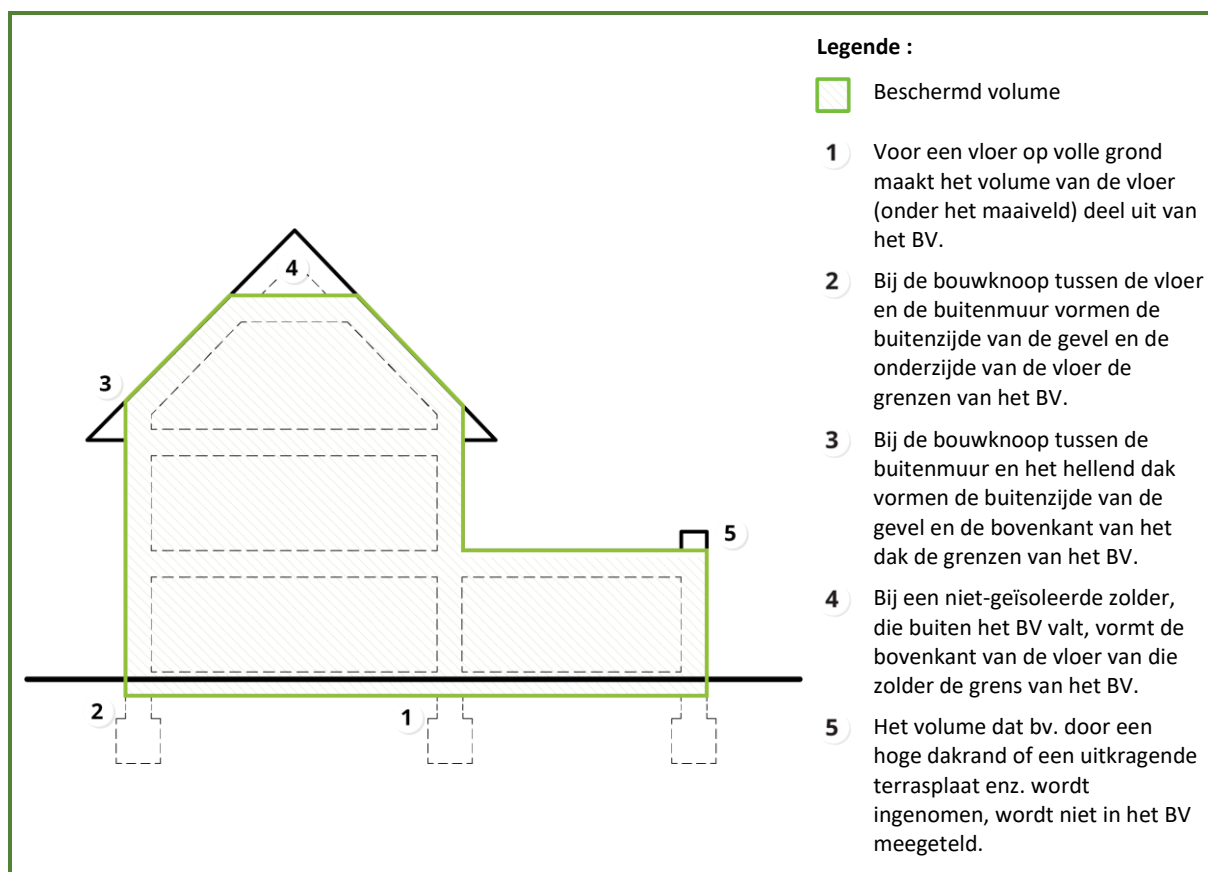 Legende :
Beschermd volume
1 Voor een vloer op volle grond
maakt het volume van de vloer
(onder het maaiveld) deel uit van
het BV.
2 Bij de bouwknoop tussen de vloer
en de buitenmuur vormen de
buitenzijde van de gevel en de
onderzijde van de vloer de
grenzen van het BV.
3 Bij de bouwknoop tussen de
buitenmuur en het hellend dak
vormen de buitenzijde van de
gevel en de bovenkant van het
dak de grenzen van het BV.
4 Bij een niet-geïsoleerde zolder,
die buiten het BV valt, vormt de
bovenkant van de vloer van die
zolder de grens van het BV.
5 Het volume dat bv. door een
hoge dakrand of een uitkragende
terrasplaat enz. wordt
ingenomen, wordt niet in het BV
meegeteld.
4
3
5
2
1